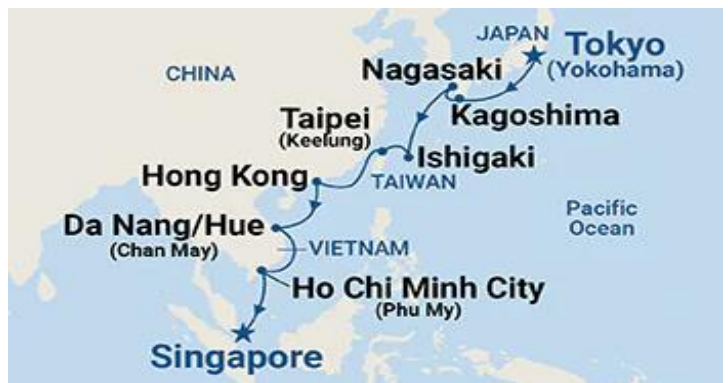 JAPAN
Tokyo
(Yokohama)
CHINA
Nagasaki
Kagoshima
Taipei
(Keelung)
Ishigaki
Hong Kong
TAIWAN
Pacific
Ocean
Da Nang/Hue
(Chan May)
VIETNAM
Ho Chi Minh City
(Phu My)
Singapore